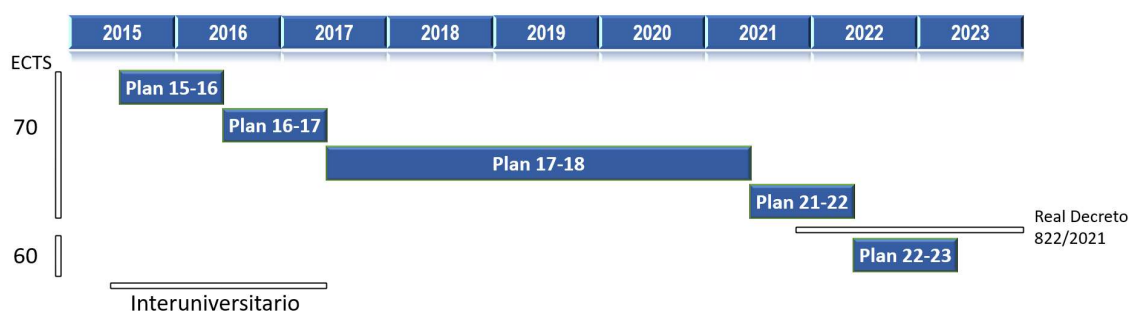 2015 2016 2017 2018 2019 2020 2021 2022 2023
ECTS
Plan 15-16
70
Plan 16-17
Plan 17-18
Plan 21-22
Real Decreto
822/2021
60
Plan 22-23
Interuniversitario